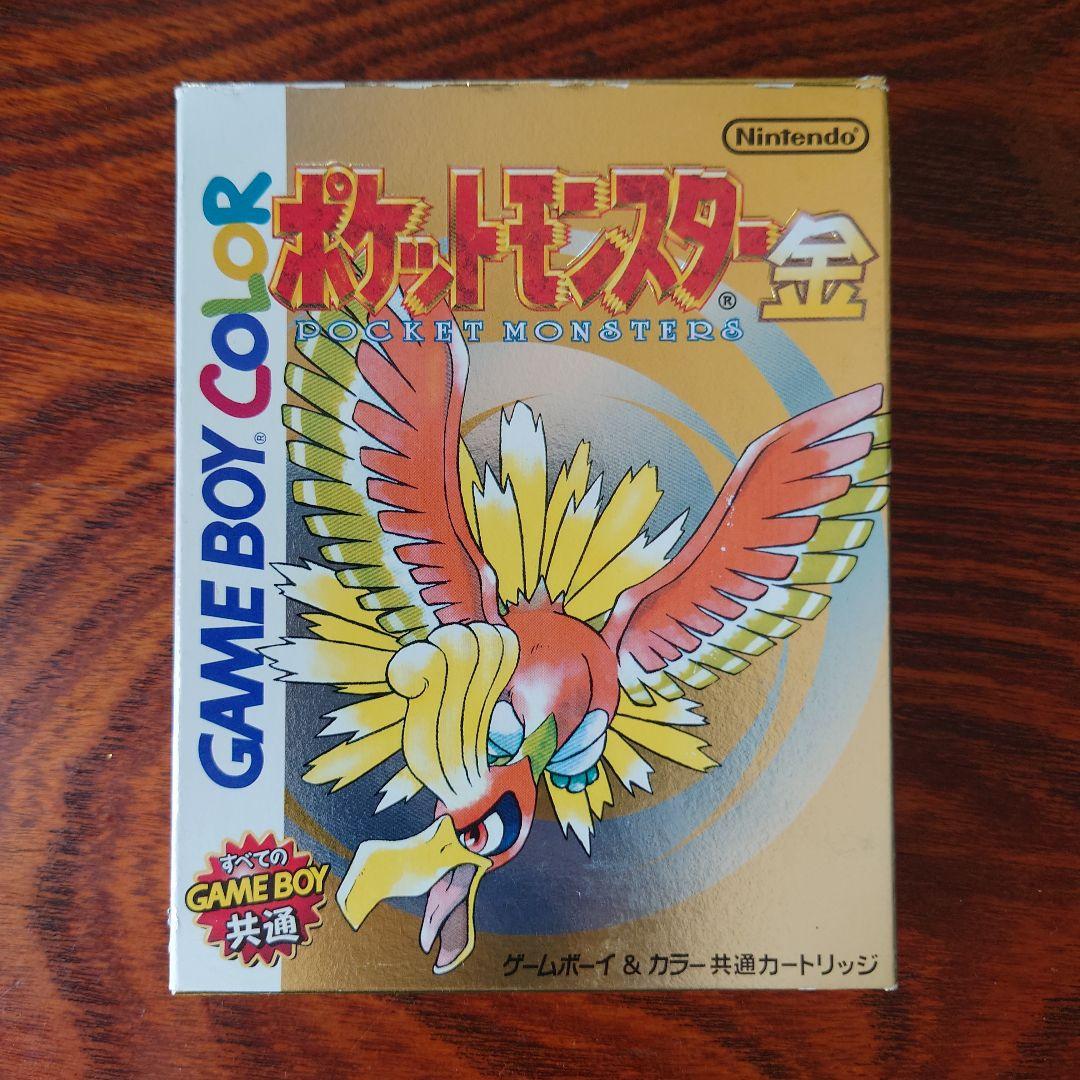 Nintendo®
ポケットモンスター金
®
POCKET MONSTERS
GAME BOY® COLOR
すべての
GAME BOY
共通
ゲームボーイ & カラー共通カートリッジ